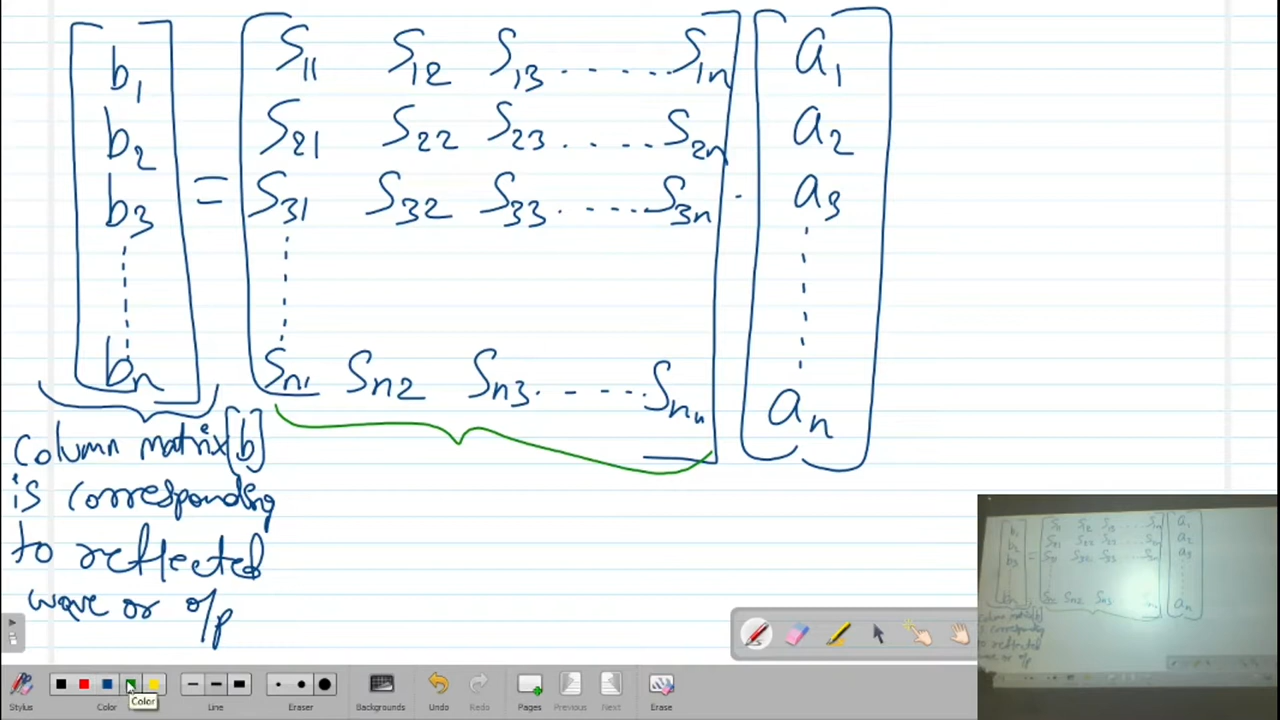 b1 S11 S12 S13 ...... S1n a1
b2 S21 S22 S23 ..... S2n a2
b3 = S31 S32 S33 ..... S3n . a3
bn Sn1 Sn2 Sn3 ..... Snn an
Column matrix [b]
is corresponding
to reflected
wave or o/p
Color
Stylus Color Line Eraser Backgrounds Undo Redo Pages Previous Next Erase